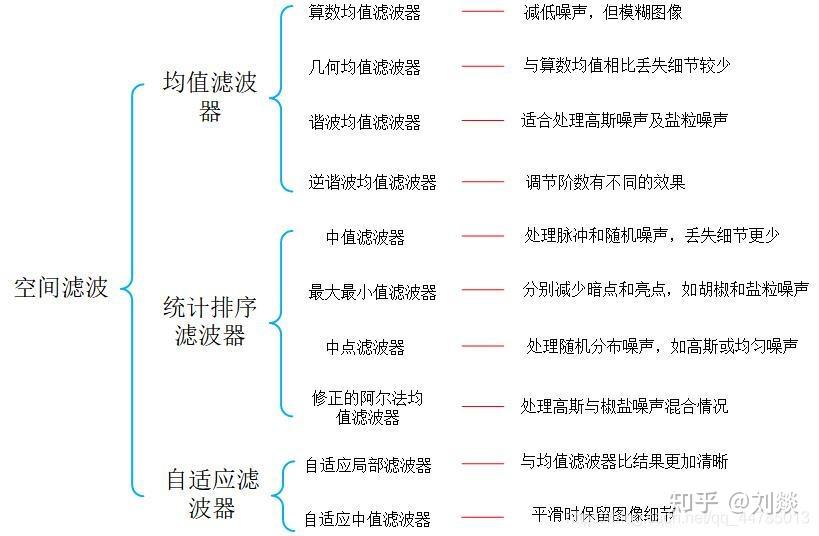 空间滤波
均值滤波
器
算数均值滤波器
减低噪声，但模糊图像
几何均值滤波器
与算数均值相比丢失细节较少
谐波均值滤波器
适合处理高斯噪声及盐粒噪声
逆谐波均值滤波器
调节阶数有不同的效果
统计排序
滤波器
中值滤波器
处理脉冲和随机噪声，丢失细节更少
最大最小值滤波器
分别减少暗点和亮点，如胡椒和盐粒噪声
中点滤波器
处理随机分布噪声，如高斯或均匀噪声
修正的阿尔法均
值滤波器
处理高斯与椒盐噪声混合情况
自适应滤
波器
自适应局部滤波器
与均值滤波器比结果更加清晰
自适应中值滤波器
平滑时保留图像细节
知乎 @刘燚